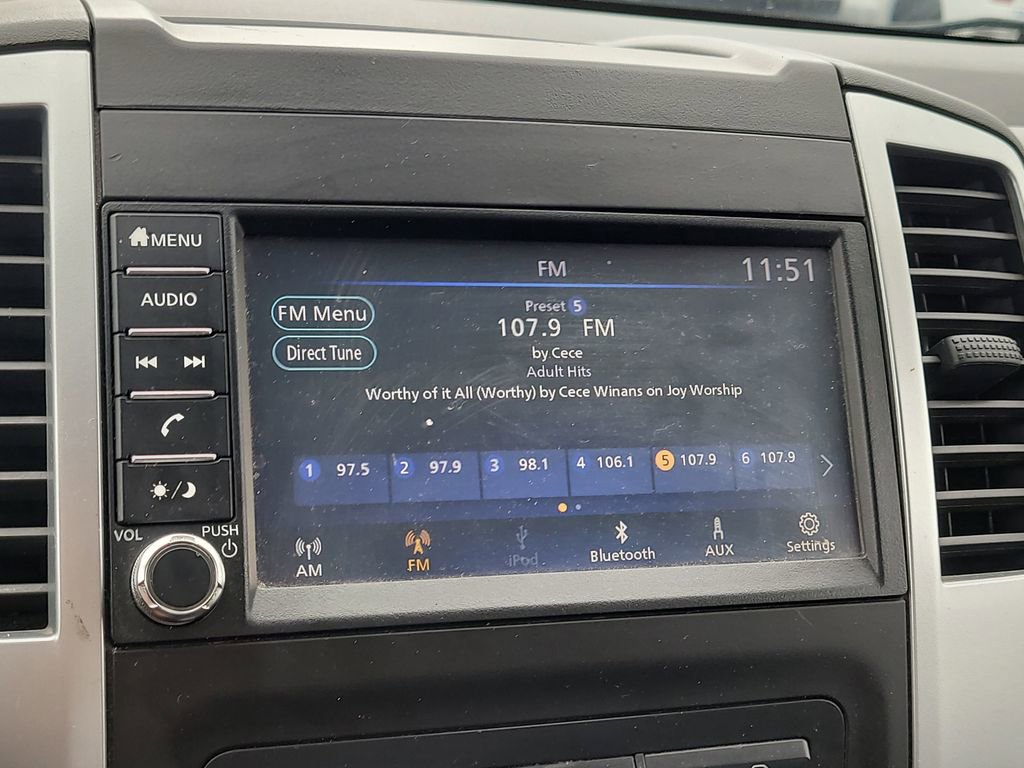 MENU
AUDIO
VOL
PUSH
FM
11:51
FM Menu
Direct Tune
Preset 5
107.9 FM
by Cece
Adult Hits
Worthy of it All (Worthy) by Cece Winans on Joy Worship
1 97.5 2 97.9 3 98.1 4 106.1 5 107.9 6 107.9
AM FM iPod Bluetooth AUX Settings